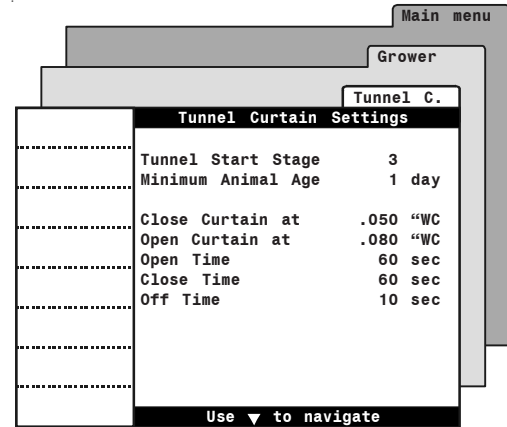 Main menu
Grower
Tunnel C.
Tunnel Curtain Settings
Tunnel Start Stage 3
Minimum Animal Age 1 day
Close Curtain at .050 “WC
Open Curtain at .080 “WC
Open Time 60 sec
Close Time 60 sec
Off Time 10 sec
Use ▼ to navigate